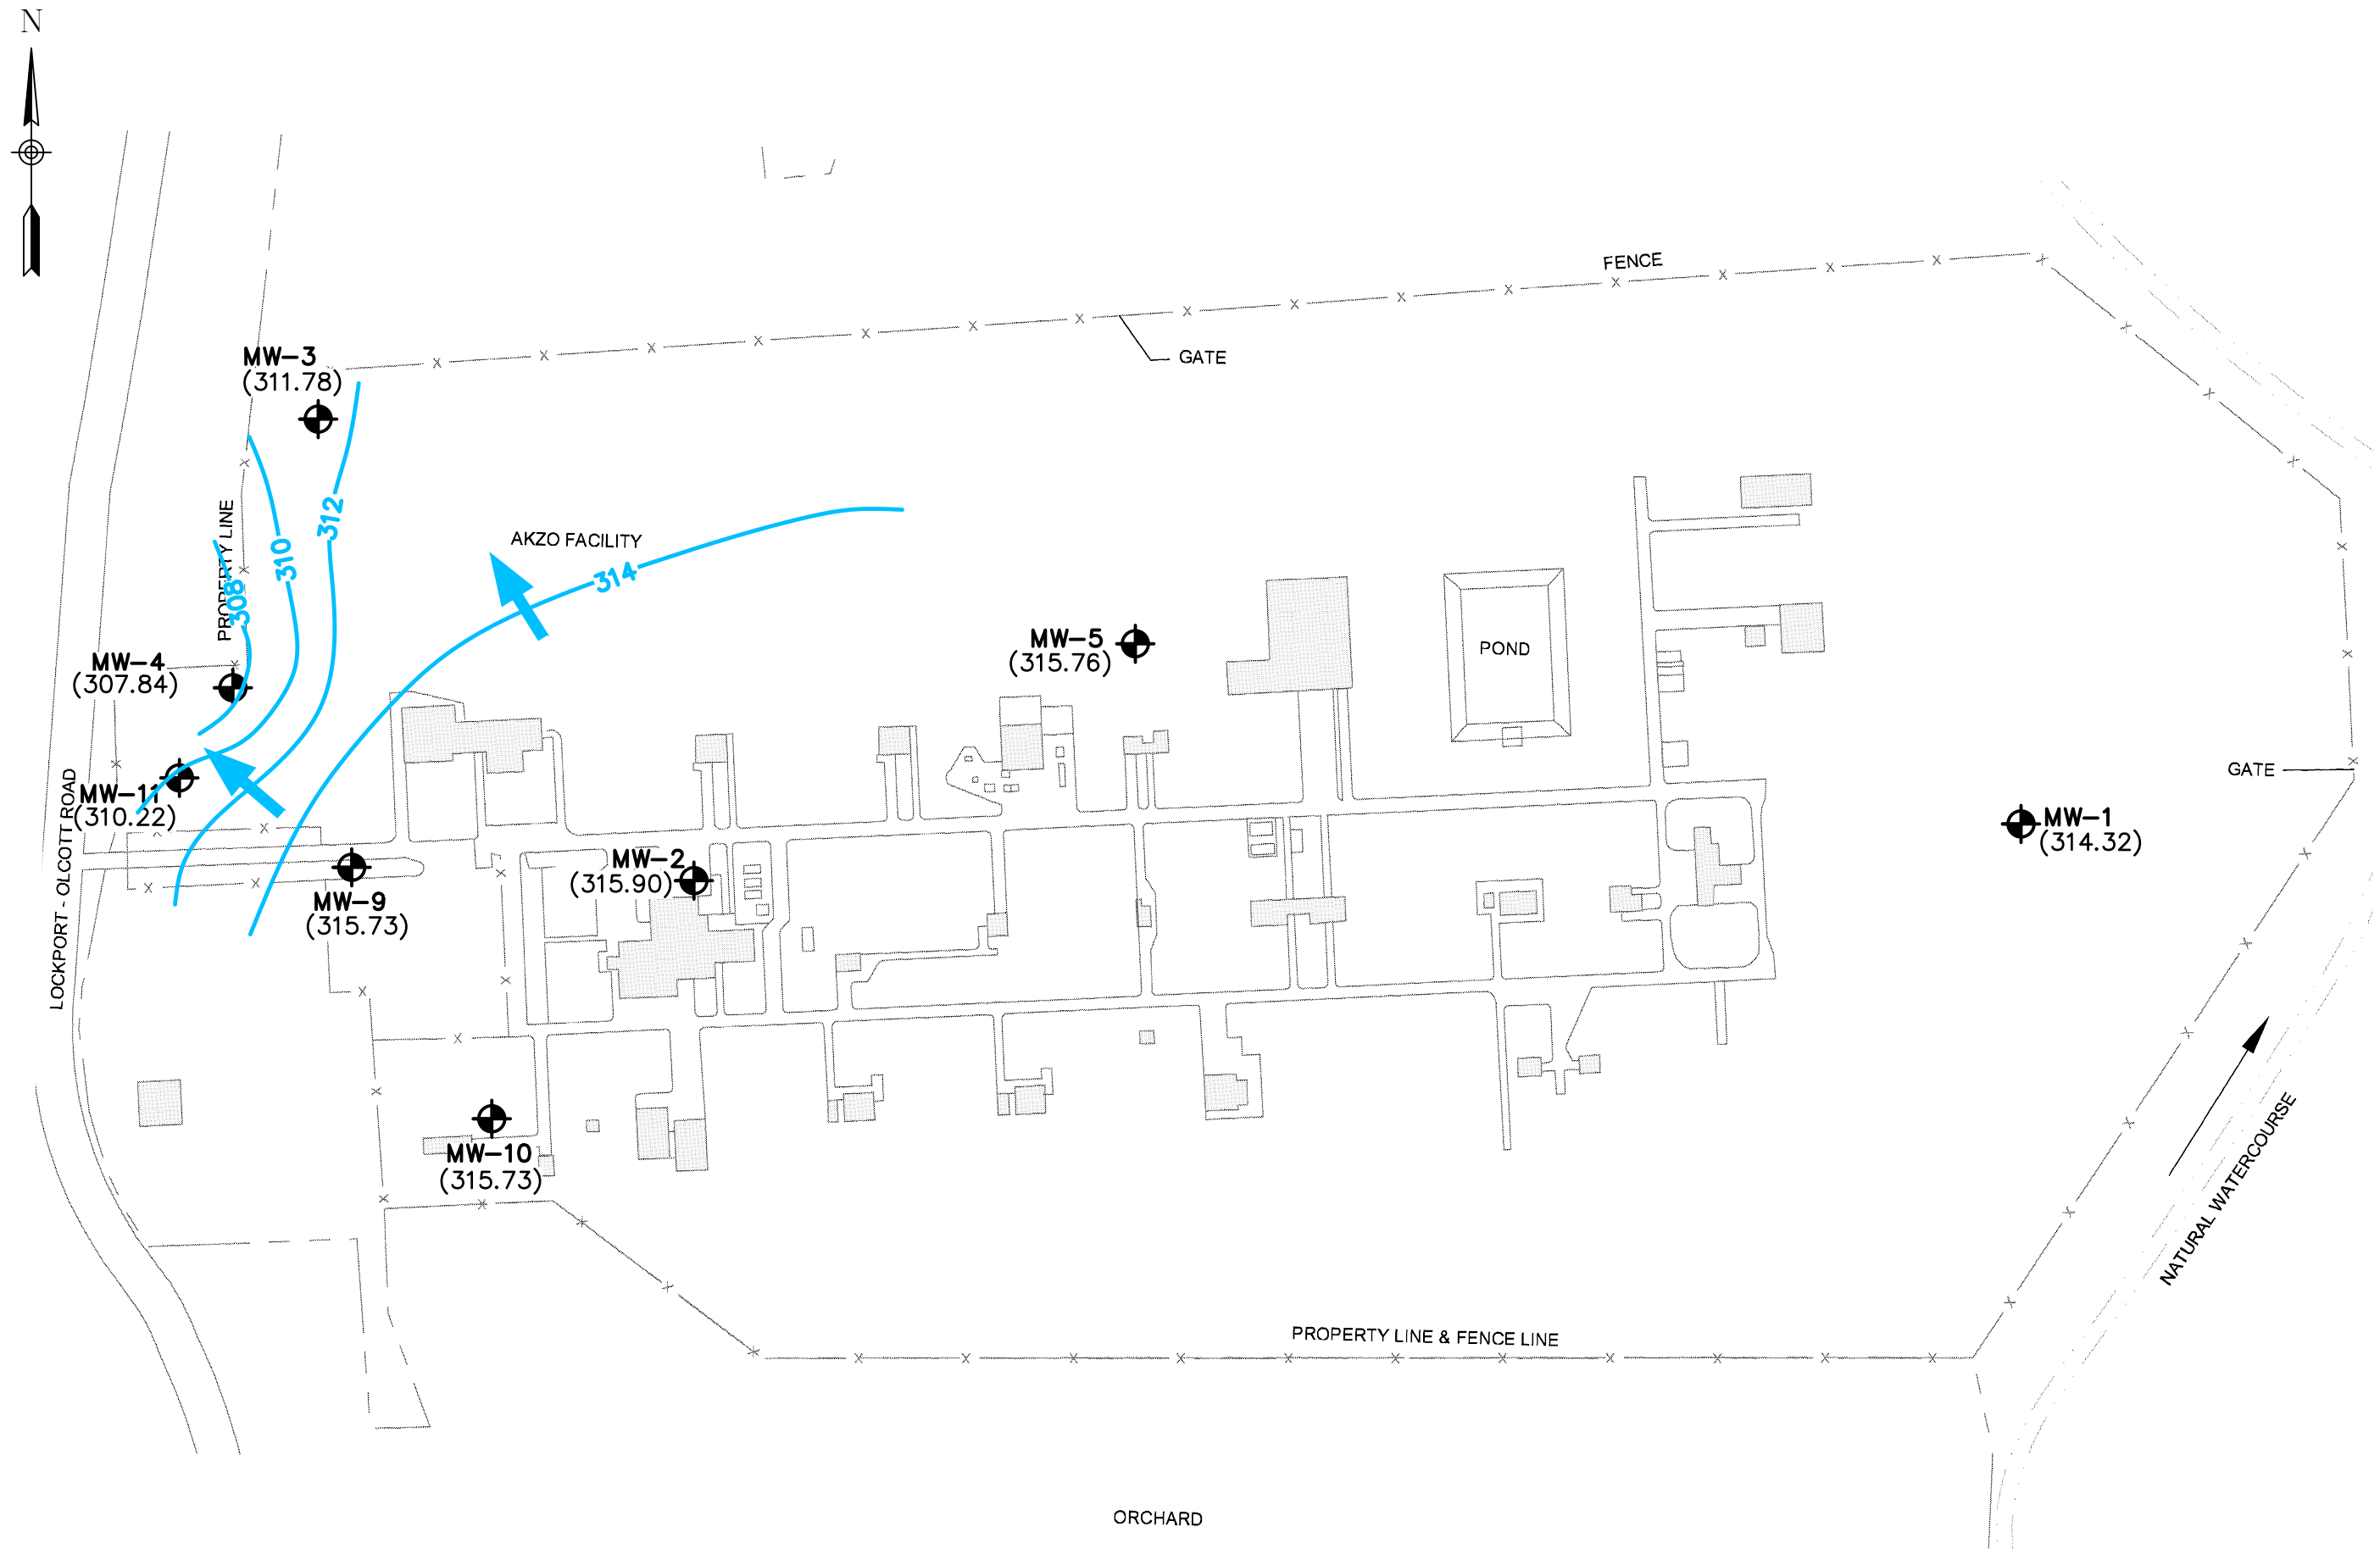 N
FENCE
MW-3
(311.78)
GATE
PROPERTY LINE
312
310
308
AKZO FACILITY
314
MW-5
(315.76)
POND
MW-4
(307.84)
GATE
MW-11
(310.22)
MW-1
(314.32)
LOCKPORT - OLCOTT ROAD
MW-2
(315.90)
MW-9
(315.73)
MW-10
(315.73)
NATURAL WATERCOURSE
PROPERTY LINE & FENCE LINE
ORCHARD